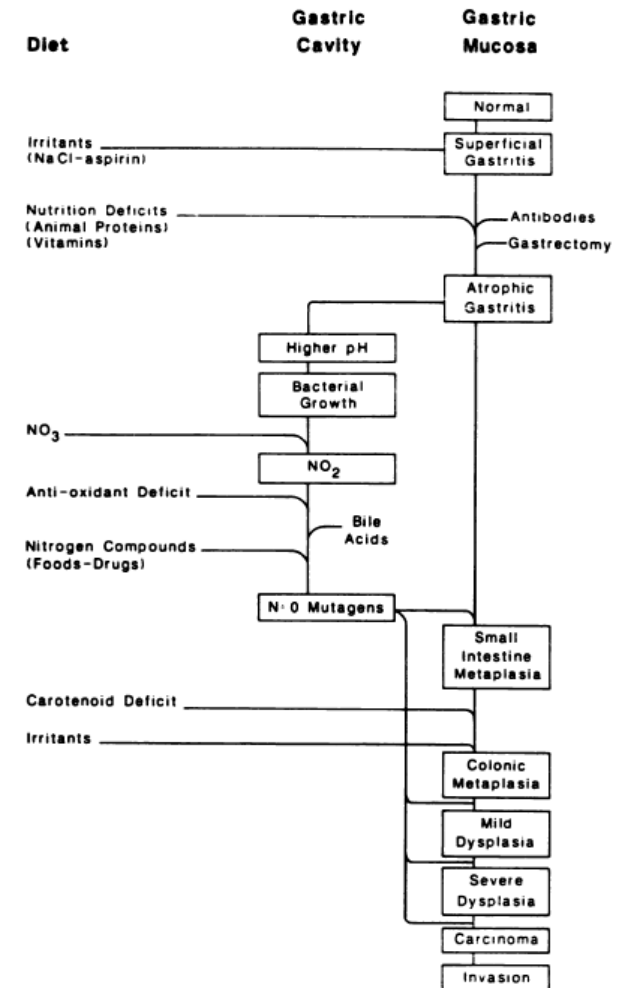 Diet
Gastric
Cavity
Gastric
Mucosa
Normal
Irritants
(NaCl-aspirin)
Superficial
Gastritis
Nutrition Deficits
(Animal Proteins)
(Vitamins)
Antibodies
Gastrectomy
Atrophic
Gastritis
Higher pH
Bacterial
Growth
NO3
NO2
Anti-oxidant Deficit
Bile
Acids
Nitrogen Compounds
(Foods-Drugs)
N=O Mutagens
Small
Intestine
Metaplasia
Carotenoid Deficit
Irritants
Colonic
Metaplasia
Mild
Dysplasia
Severe
Dysplasia
Carcinoma
Invasion